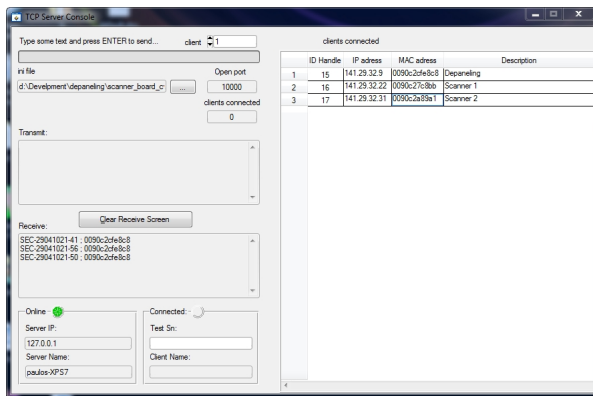 TCP Server Console
Type some text and press ENTER to send...
client 1
ini file
Open port
d:\Develpment\depaneling\scanner_board_c
...
10000
clients connected
0
Transmit:
Clear Receive Screen
Receive:
SEC-29041021-41 ; 0090c2cfe8c8
SEC-29041021-56 ; 0090c2cfe8c8
SEC-29041021-50 ; 0090c2cfe8c8
Online
Server IP:
127.0.0.1
Server Name:
paulos-XPS7
Connected:
Test Sn:
Client Name:
clients connected
ID Handle IP adress MAC adress Description
1 15 141.29.32.9 0090c2cfe8c8 Depaneling
2 16 141.29.32.22 0090c27c8bb Scanner 1
3 17 141.29.32.31 0090c2a89a1 Scanner 2